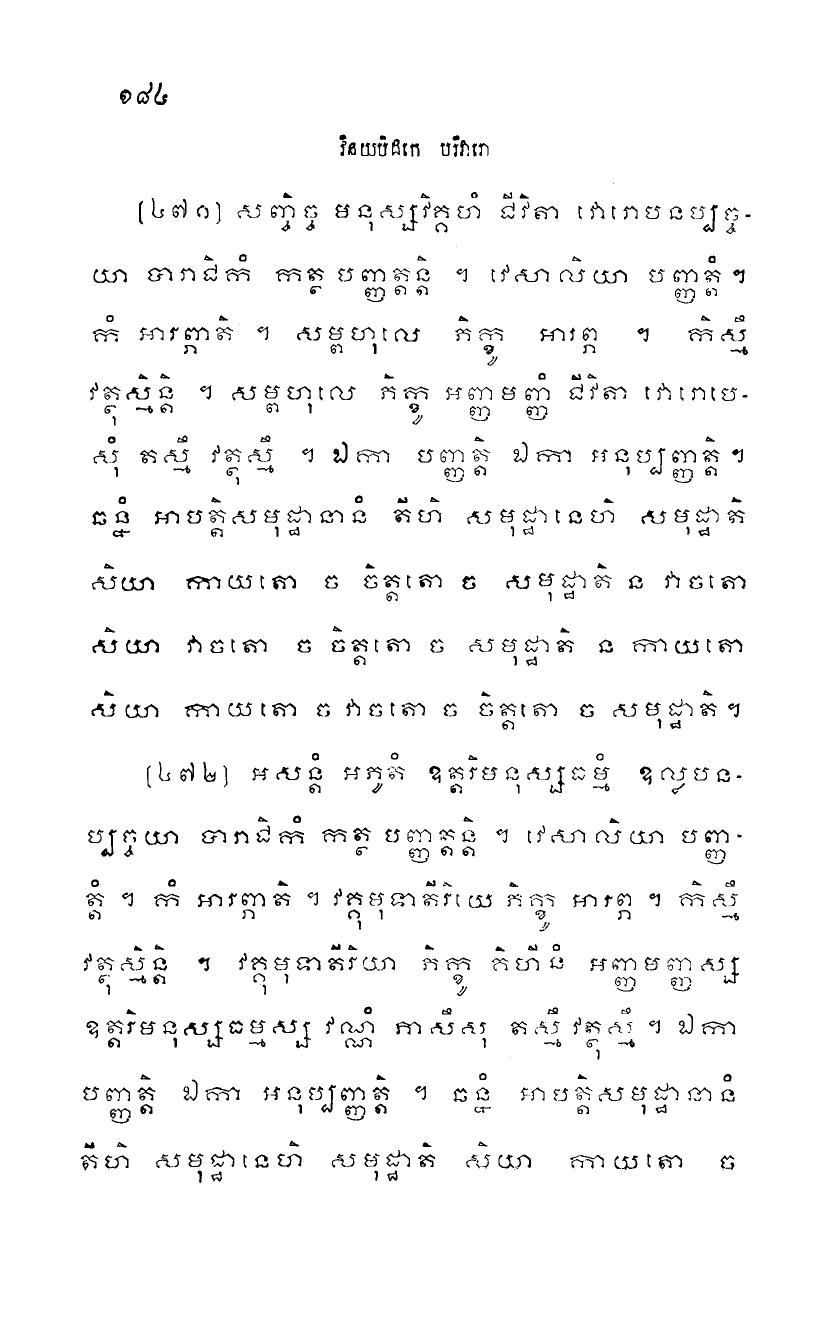 ១៨៤
វិនយបិដកេ បរិវារោ
(៤៧១) សញ្ចិច្ច មនុស្សវិគ្គហំ ជីវិតា វោរោបនប្បច្ច-
យា បារាជិកំ កត្ថ បញ្ញត្តន្តិ ។ វេសាលិយា បញ្ញត្តំ ។
កំ អារព្ភាតិ ។ សម្ពហុលេ ភិក្ខូ អារព្ភ ។ កិស្មឹ
វត្ថុស្មិន្តិ ។ សម្ពហុលេ ភិក្ខូ អញ្ញមញ្ញំ ជីវិតា វោរោបេ-
សុំ តស្មឹ វត្ថុស្មឹ ។ ឯកា បញ្ញត្តិ ឯកា អនុប្បញ្ញត្តិ ។
ឆន្នំ អាបត្តិសមុដ្ឋានានំ តីហិ សមុដ្ឋានេហិ សមុដ្ឋាតិ
សិយា កាយតោ ច ចិត្តតោ ច សមុដ្ឋាតិ ន វាចតោ
សិយា វាចតោ ច ចិត្តតោ ច សមុដ្ឋាតិ ន កាយតោ
សិយា កាយតោ ច វាចតោ ច ចិត្តតោ ច សមុដ្ឋាតិ ។
(៤៧២) អសន្តំ អភូតំ ឧត្តរិមនុស្សធម្មំ ឧល្លបន-
ប្បច្ចយា បារាជិកំ កត្ថ បញ្ញត្តន្តិ ។ វេសាលិយា បញ្ញ-
ត្តំ ។ កំ អារព្ភាតិ ។ វគ្គុមុទាតីរិយេ ភិក្ខូ អារព្ភ ។ កិស្មឹ
វត្ថុស្មិន្តិ ។ វគ្គុមុទាតីរិយា ភិក្ខូ គិហីនំ អញ្ញមញ្ញស្ស
ឧត្តរិមនុស្សធម្មស្ស វណ្ណំ ភាសឹសុ តស្មឹ វត្ថុស្មឹ ។ ឯកា
បញ្ញត្តិ ឯកា អនុប្បញ្ញត្តិ ។ ឆន្នំ អាបត្តិសមុដ្ឋានានំ
តីហិ សមុដ្ឋានេហិ សមុដ្ឋាតិ សិយា កាយតោ ច